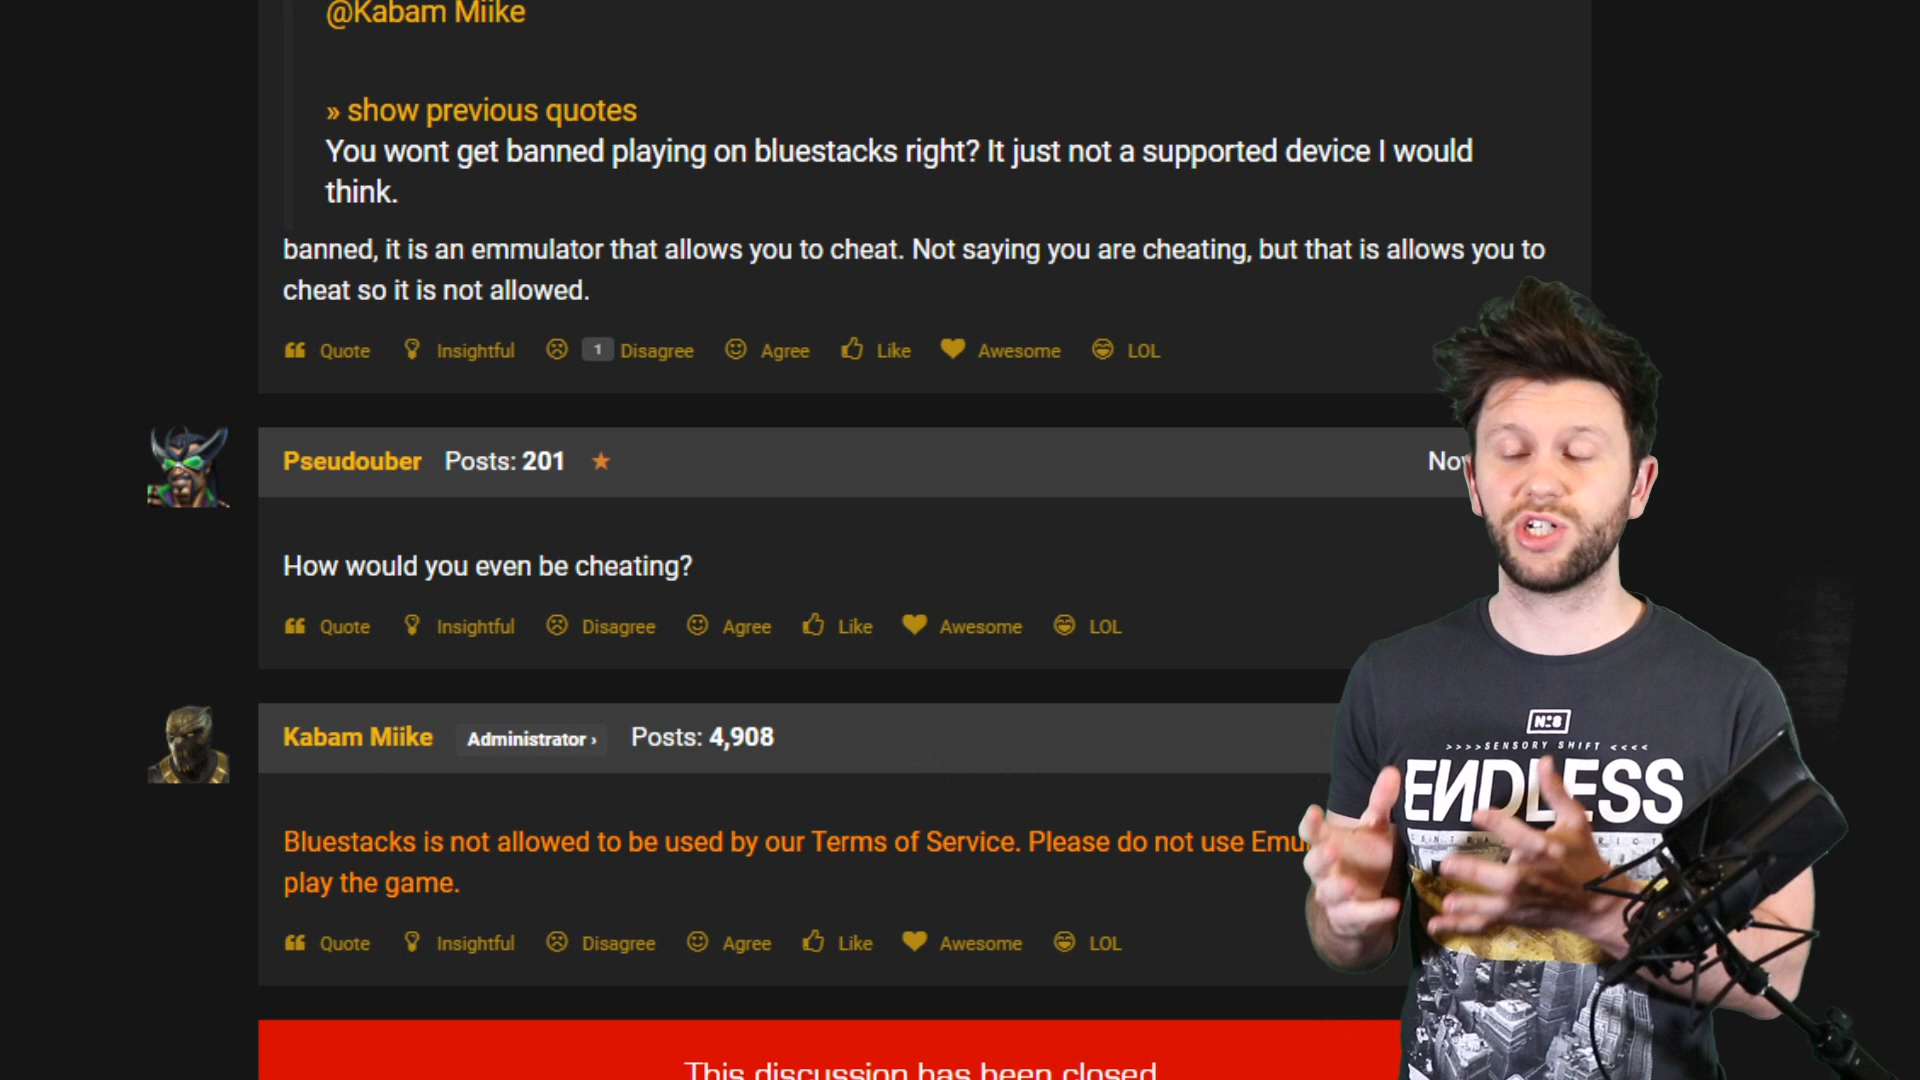 @Kabam Miike
» show previous quotes
You wont get banned playing on bluestacks right? It just not a supported device I would
think.
banned, it is an emmulator that allows you to cheat. Not saying you are cheating, but that is allows you to
cheat so it is not allowed.
Quote Insightful 1 Disagree Agree Like Awesome LOL
Pseudouber Posts: 201
How would you even be cheating?
Quote Insightful Disagree Agree Like Awesome LOL
Kabam Miike Administrator › Posts: 4,908
Bluestacks is not allowed to be used by our Terms of Service. Please do not use
play the game.
Quote Insightful Disagree Agree Like Awesome LOL
This discussion has been closed.
Nº8
>>>>SENSORY SHIFT <<<<
ENDLESS